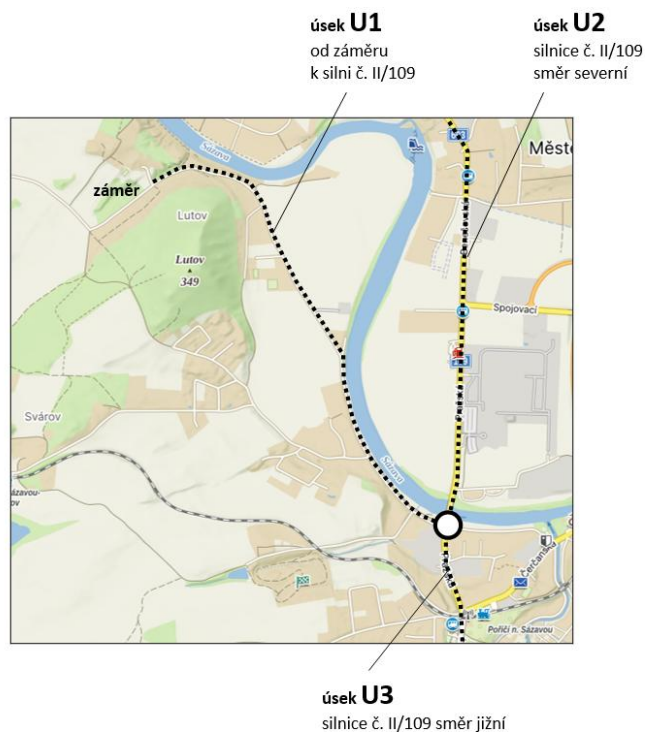 úsek U1
od záměru
k silni č. II/109
úsek U2
silnice č. II/109
směr severní
Sázava
Měste
záměr
Lutov
Lutov
349
Spojovací
Svárov
Sázava
Čerčanská
Poříčí n. Sázavou
úsek U3
silnice č. II/109 směr jižní